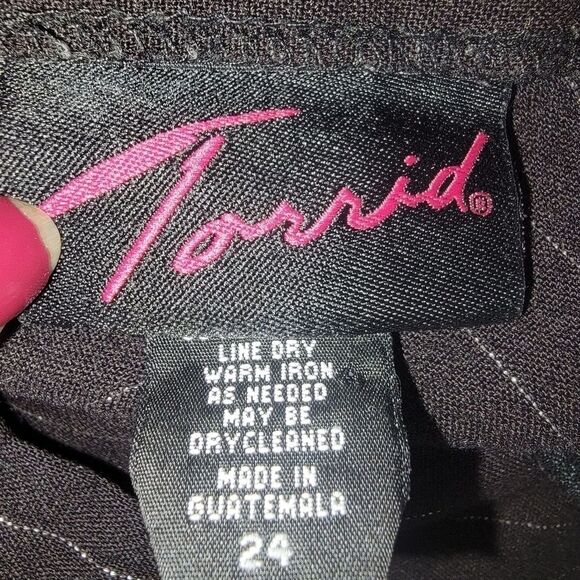 Torrid®
LINE DRY
WARM IRON
AS NEEDED
MAY BE
DRYCLEANED
MADE IN
GUATEMALA
24